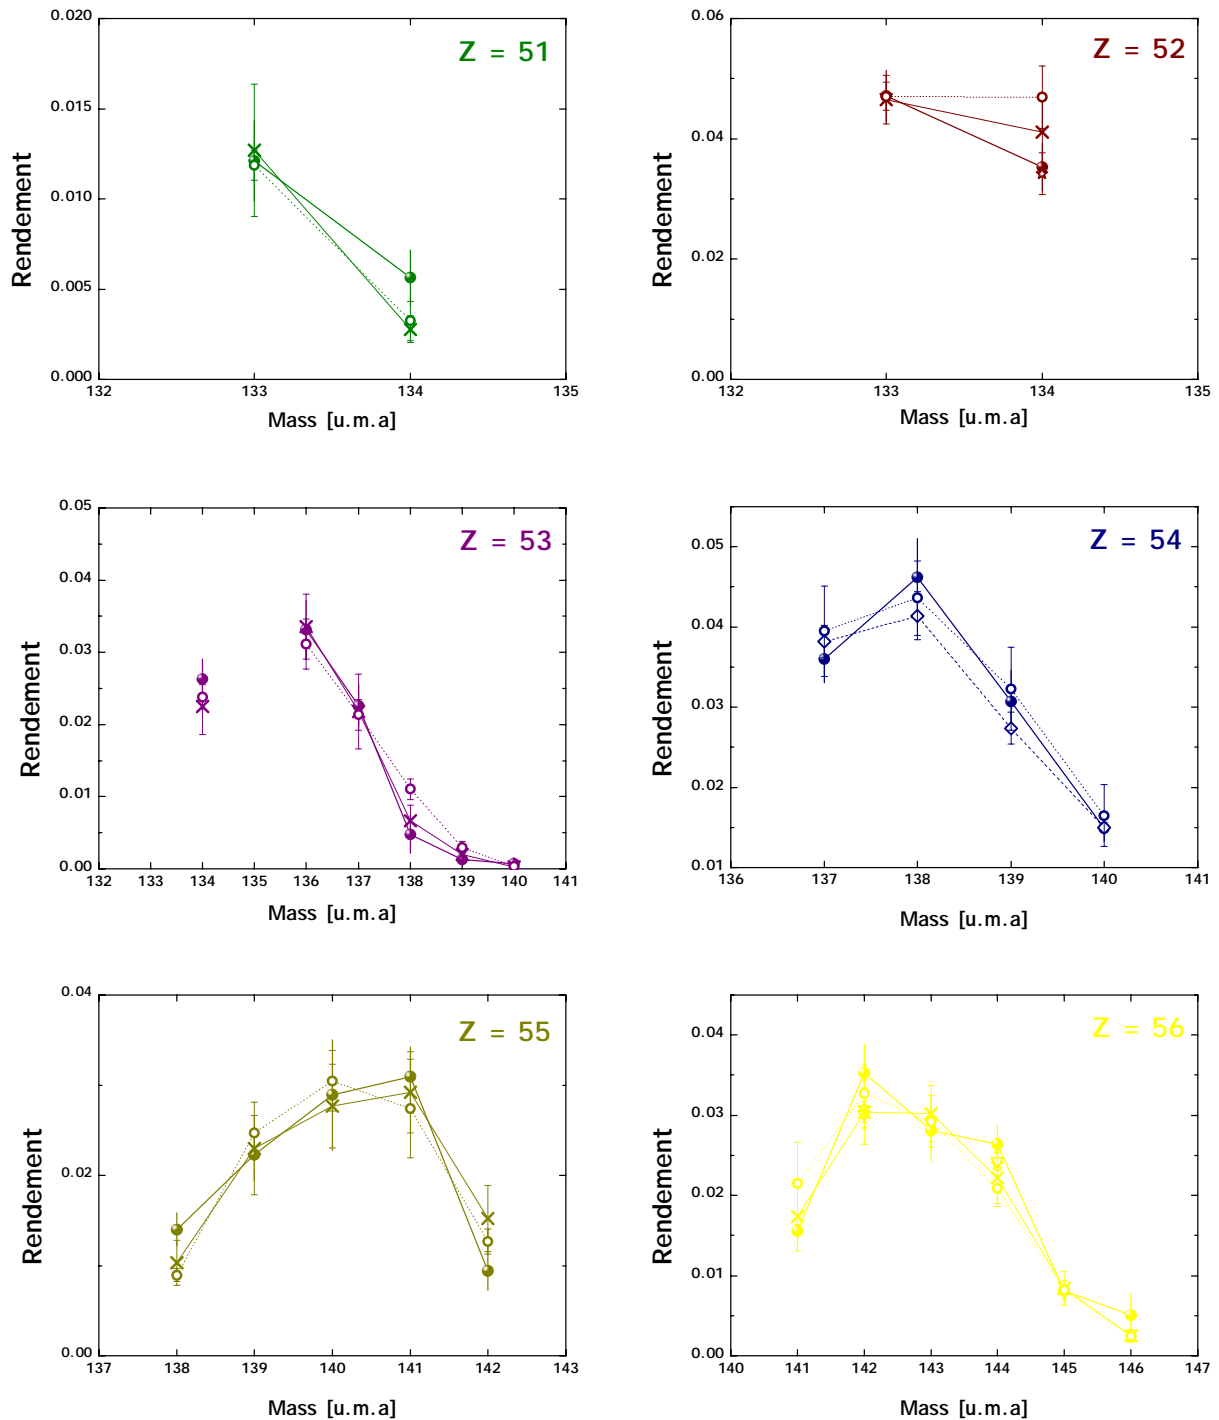 Z = 51
Rendement
0.020
0.015
0.010
0.005
0.000
132 133 134 135
Mass [u.m.a]
Z = 52
Rendement
0.06
0.04
0.02
0.00
132 133 134 135
Mass [u.m.a]
Z = 53
Rendement
0.05
0.04
0.03
0.02
0.01
0.00
132 133 134 135 136 137 138 139 140 141
Mass [u.m.a]
Z = 54
Rendement
0.05
0.04
0.03
0.02
0.01
136 137 138 139 140 141
Mass [u.m.a]
Z = 55
Rendement
0.04
0.02
0.00
137 138 139 140 141 142 143
Mass [u.m.a]
Z = 56
Rendement
0.04
0.03
0.02
0.01
0.00
140 141 142 143 144 145 146 147
Mass [u.m.a]